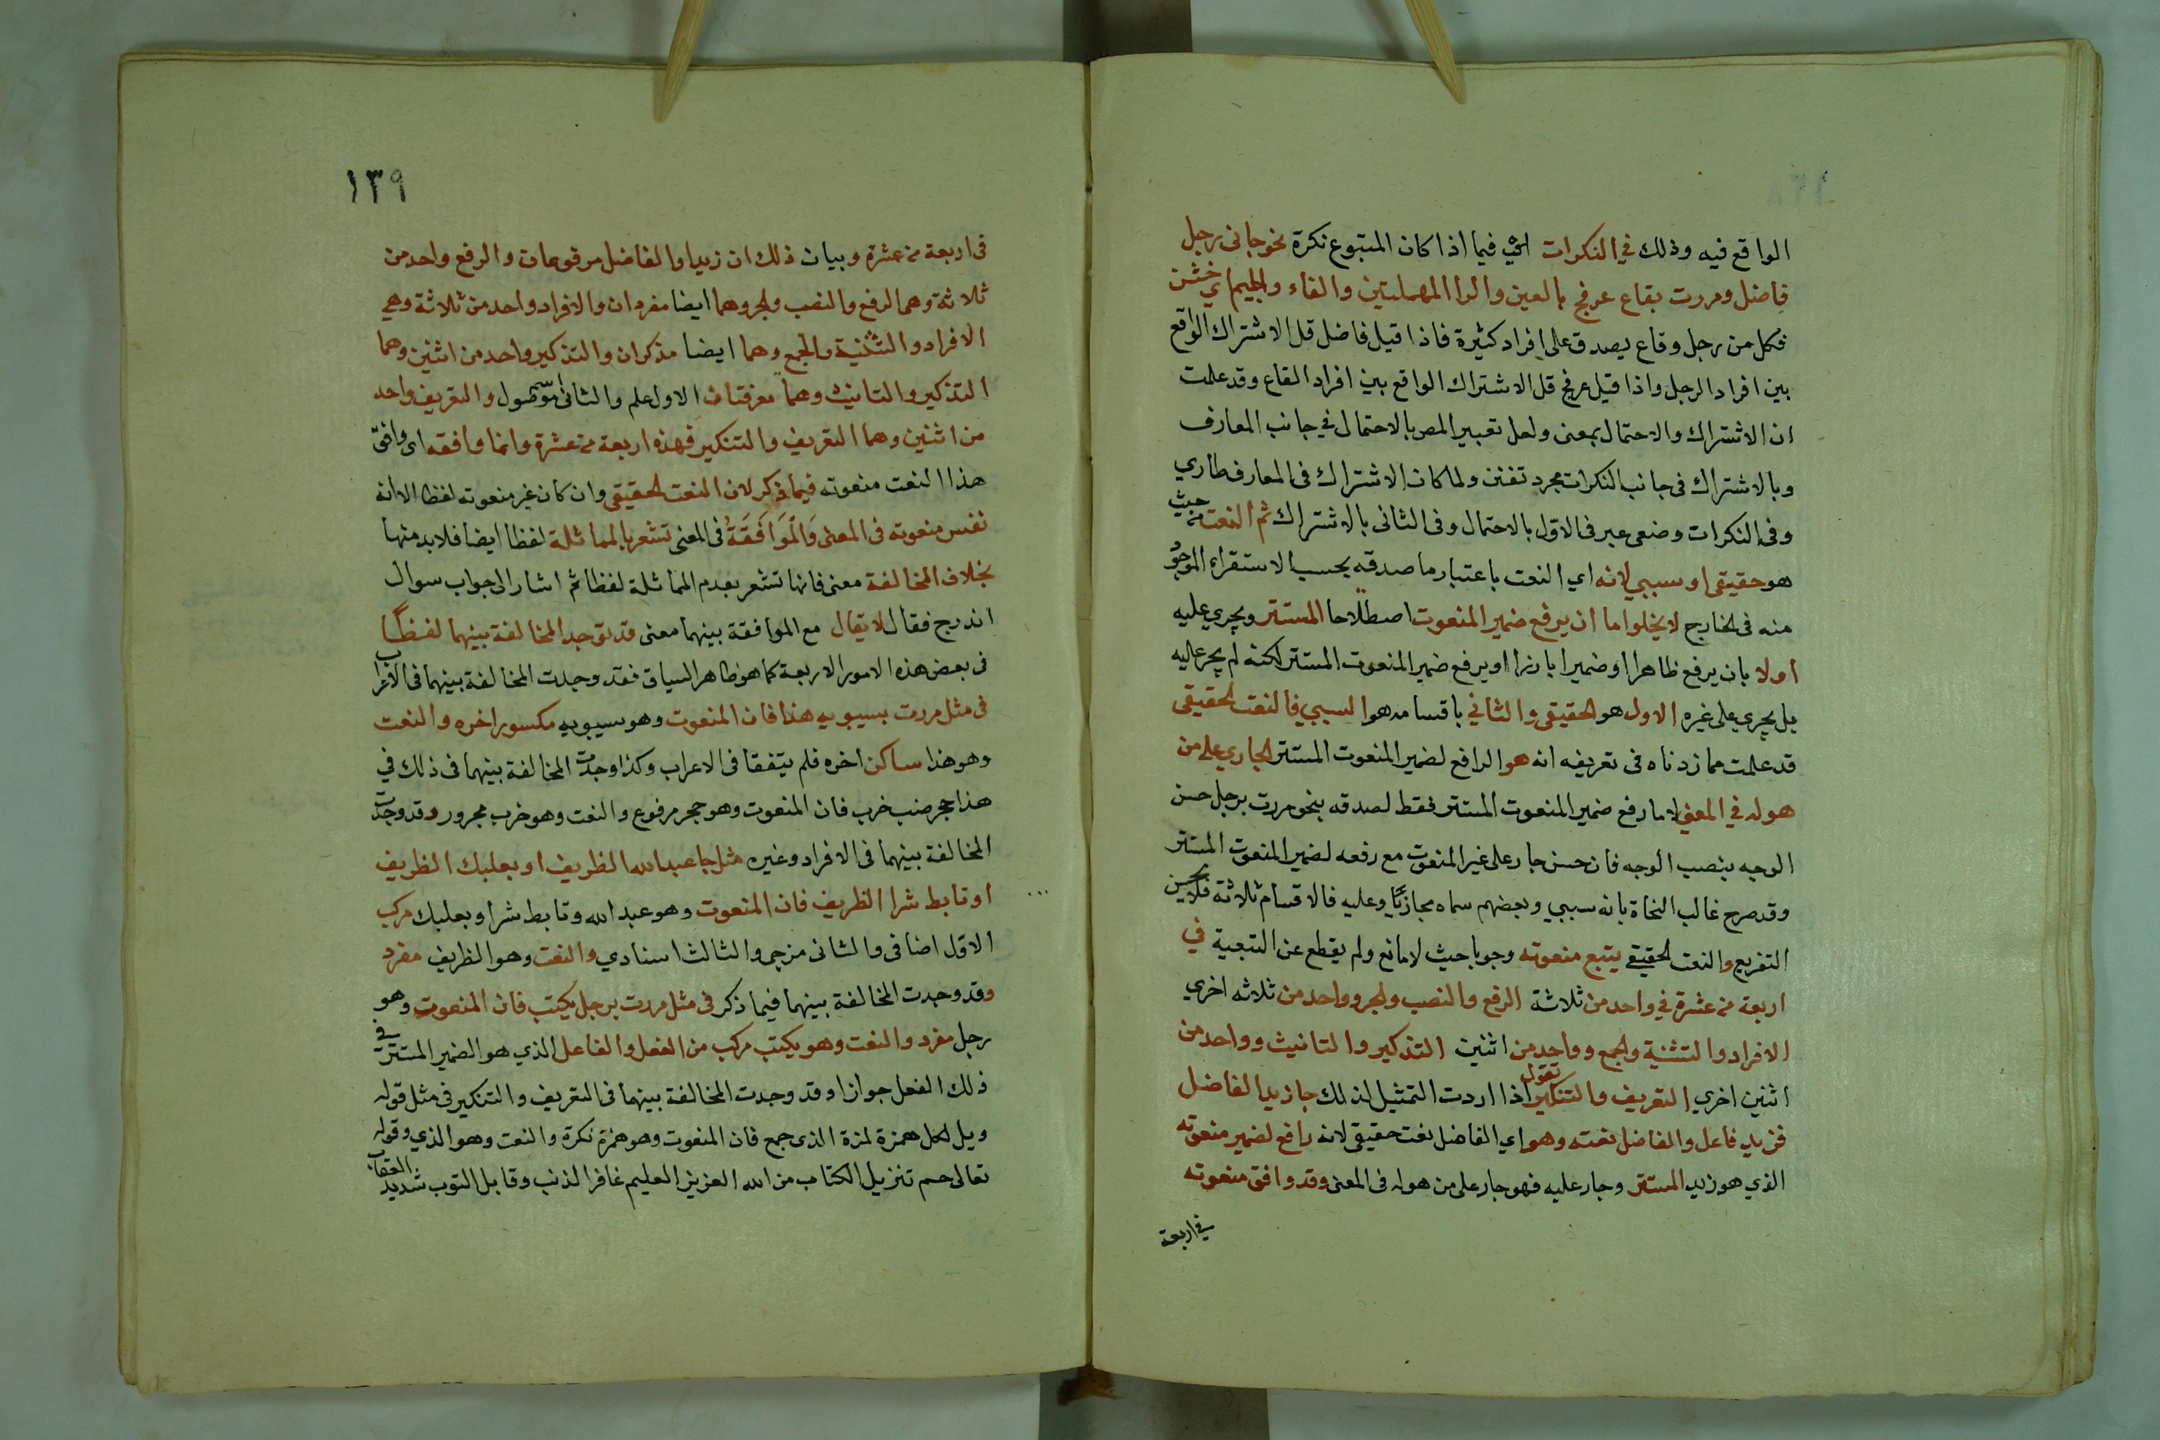 الواقع فيه وذلك في النكرات اي فيما اذا كان المتبوع نكرة نحو جاني رجل
فاضل ومررت بقاع عرفج بالعين والرا المهملتين والفاء والجيم اي خشن
فكل من رجل وقاع يصدق على افراد كثيرة فاذا قيل فاضل قل الاشتراك الواقع
بين افراد الرجل واذا قيل عرفج قل الاشتراك الواقع بين افراد القاع وقد علمت
ان الاشتراك والاحتمال بمعنى ولعل تعبير المص بالاحتمال في جانب المعارف
وبالاشتراك في جانب النكرات مجرد تفنن ولما كان الاشتراك في المعارف طاري
وفي النكرات وضعي عبر في الاول بالاحتمال وفي الثاني بالاشتراك ثم النعت من حيث
هو حقيقي او سببي لانه اي النعت باعتبار ما صدقه بحسب الاستقراء الموجود
منه في الخارج لا يخلوا ما ان يرفع ضمير المنعوت اصطلاحا المستتر ويجري عليه
اولا بان يرفع ظاهرا او ضميرا بارزا او يرفع ضمير المنعوت المستتر لكنه لم يجر عليه
بل يجري على غيره الاول هو الحقيقي والثاني باقسامه هو السببي فالنعت الحقيقي
قد علمت مما زدناه في تعريفه انه هو الرافع لضمير المنعوت المستتر الجاري على من
هو له في المعنى لا ما رفع ضمير المنعوت المستتر فقط لصدقه بنحو مررت برجل حسن
الوجه بنصب الوجه فان حسن جار على غير المنعوت مع رفعه لضمير المنعوت المستتر
وقد صرح غالب النحاة بانه سببي وبعضهم سماه مجازيا وعليه فالاقسام ثلاثة فلا يحسن
التفريع والنعت الحقيقي يتبع منعوته وجوبا حيث لا مانع ولم يقطع عن التبعية في
اربعة من عشرة في واحد من ثلاثة الرفع والنصب والجر وواحد من ثلاثه اخري
الافراد والتثنية والجمع وواحد من اثنين التذكير والتانيث وواحد من
اثنين اخري التعريف والتنكير تقول اذا اردت التمثيل لذلك جا زيد الفاضل
فزيد فاعل والفاضل نعته وهو اي الفاضل نعت حقيقي لانه رافع لضمير منعوته
الذي هو زيد المستتر وجار عليه فهو جار على من هو له في المعنى وقد وافق منعوته
في اربعة
١٣٩
في اربعة من عشرة وبيان ذلك ان زيدا والفاضل مرفوعان والرفع واحد من
ثلاثة وهي الرفع والنصب والجر وهما ايضا مفردان والافراد واحد من ثلاثة وهي
الافراد والتثنية والجمع وهما ايضا مذكران والتذكير واحد من اثنين وهما
التذكير والتانيث وهما معرفتان الاول علم والثاني موصول والتعريف واحد
من اثنين وهما التعريف والتنكير فهذه اربعة من عشرة وانما وافقه اي وافق
هذا النعت منعوته فيما ذكر لان النعت الحقيقي وان كان غير منعوته لفظا الا انه
نفس منعوته في المعنى والموافقة في المعنى تشعر بالمماثلة لفظا ايضا فلا بد منها
بخلاف المخالفة معنى فانها تشعر بعدم المماثلة لفظا ثم اشار الى جواب سوال
اندرج فقال لا يقال مع الموافقة بينهما معنى قد توجد المخالفة بينهما لفظا
في بعض هذه الامور الاربعة كما هو ظاهر السياق فقد وجدت المخالفة بينهما في الاعراب
في مثل مررت بسيبويه هذا فان المنعوت وهو سيبويه مكسور اخره والنعت
وهو هذا ساكن اخره فلم يتفقا في الاعراب وكذا وجدت المخالفة بينهما في ذلك في
هذا حجر ضب خرب فان المنعوت وهو حجر مرفوع والنعت وهو خرب مجرور وقد وجدت
المخالفة بينهما في الافراد وغيره مثل جا عبد الله الظريف او بعلبك الظريف
او تابط شرا الظريف فان المنعوت وهو عبد الله وتابط شرا وبعلبك مركب
الاول اضافي والثاني مزجي والثالث اسنادي والنعت وهو الظريف مفرد
وقد وجدت المخالفة بينهما فيما ذكر في مثل مررت برجل يكتب فان المنعوت وهو
رجل مفرد والنعت وهو يكتب مركب من الفعل والفاعل الذي هو الضمير المستتر في
ذلك الفعل جوازا وقد وجدت المخالفة بينهما في التعريف والتنكير في مثل قوله
ويل لكل همزة لمزة الذي جمع فان المنعوت وهو همزة نكرة والنعت وهو الذي وقوله
تعالى حم تنزيل الكتاب من الله العزيز العليم غافر الذنب وقابل التوب شديد العقاب